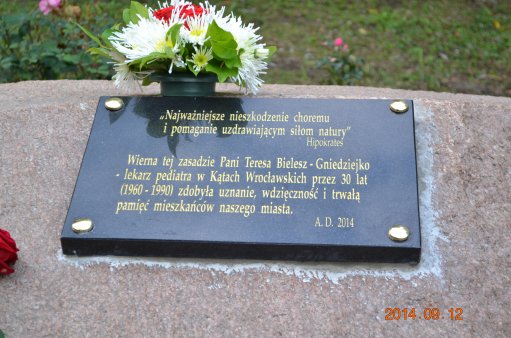 „Najważniejsze nieszkodzenie choremu
i pomaganie uzdrawiającym siłom natury"
Hipokrates
Wierna tej zasadzie Pani Teresa Bielesz - Gniedziejko
- lekarz pediatra w Kątach Wrocławskich przez 30 lat
(1960 - 1990) zdobyła uznanie, wdzięczność i trwałą
pamięć mieszkańców naszego miasta.
A. D. 2014
2014 09 12